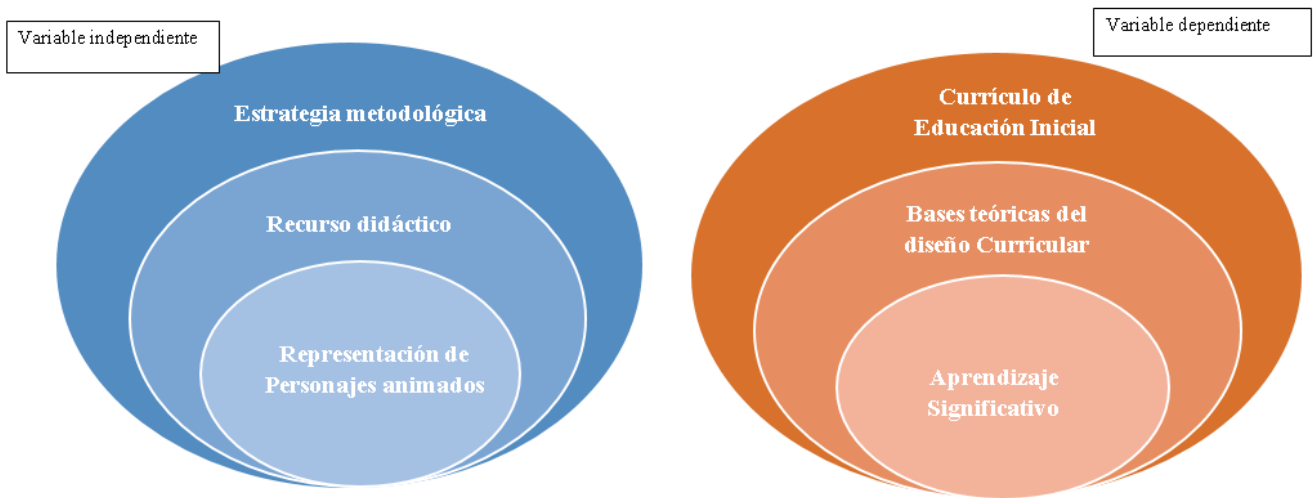 Variable independiente
Estrategia metodológica
Recurso didáctico
Representación de
Personajes animados
Variable dependiente
Currículo de
Educación Inicial
Bases teóricas del
diseño Curricular
Aprendizaje
Significativo